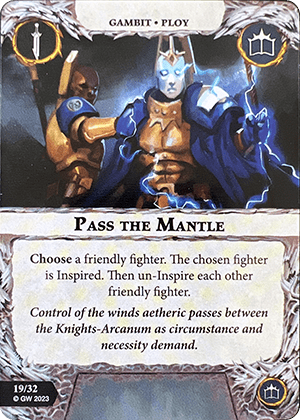 GAMBIT • PLOY
PASS THE MANTLE
Choose a friendly fighter. The chosen fighter
is Inspired. Then un-Inspire each other
friendly fighter.
Control of the winds aetheric passes between
the Knights-Arcanum as circumstance and
necessity demand.
19/32
© GW 2023